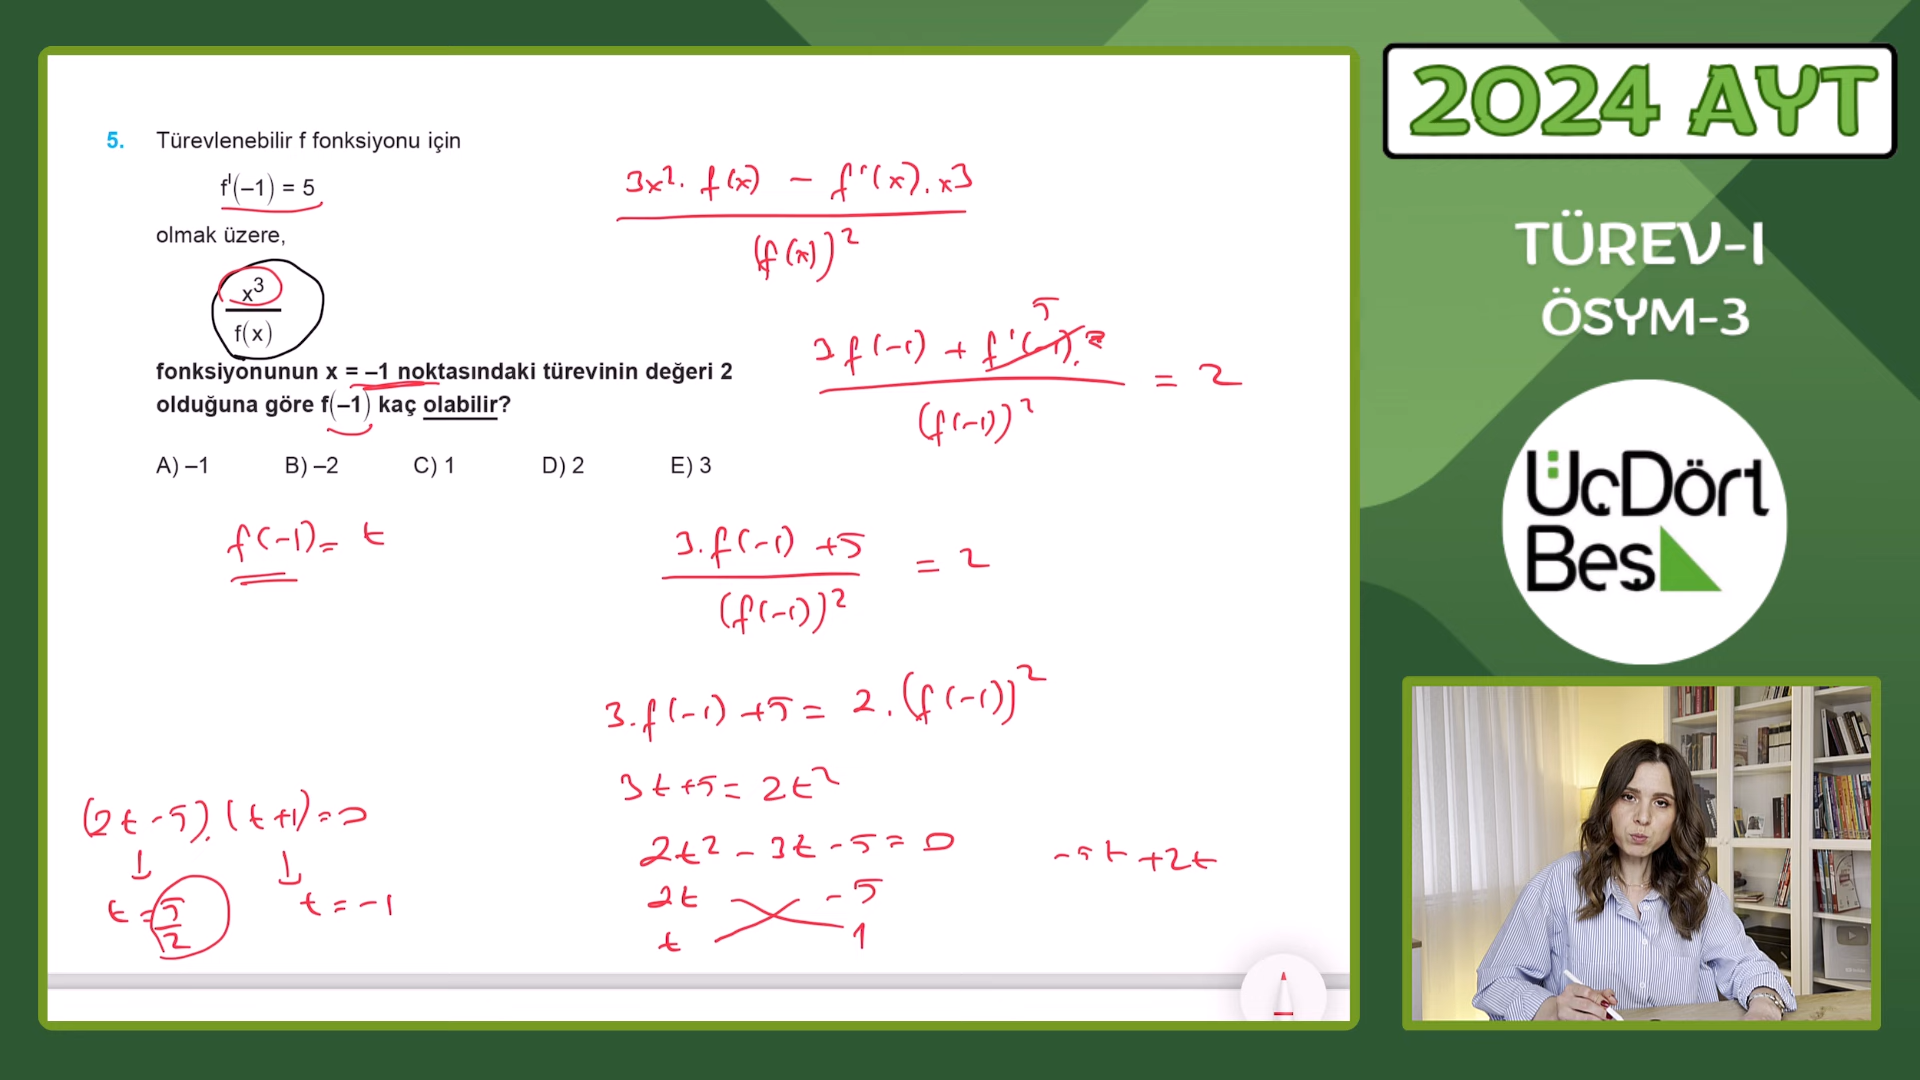 2024 AYT
TÜREV-I
ÖSYM-3
ÜçDört
Beş
5. Türevlenebilir f fonksiyonu için
f'(–1) = 5
olmak üzere,
x³
f(x)
fonksiyonunun x = –1 noktasındaki türevinin değeri 2
olduğuna göre f(–1) kaç olabilir?
A) –1 B) –2 C) 1 D) 2 E) 3
3x². f(x) – f'(x). x3
(f(x))²
5
3f(-1) + f'(-1).
(f(-1))²
= 2
f(-1) = t
3.f(-1) +5
(f(-1))²
= 2
3.f(-1) +5 = 2.(f(-1))²
3t+5 = 2t²
2t² – 3t – 5 = 0
2t – 5
t 1
-5t +2t
(2t-5).(t+1)=0
t = 5/2
t = -1